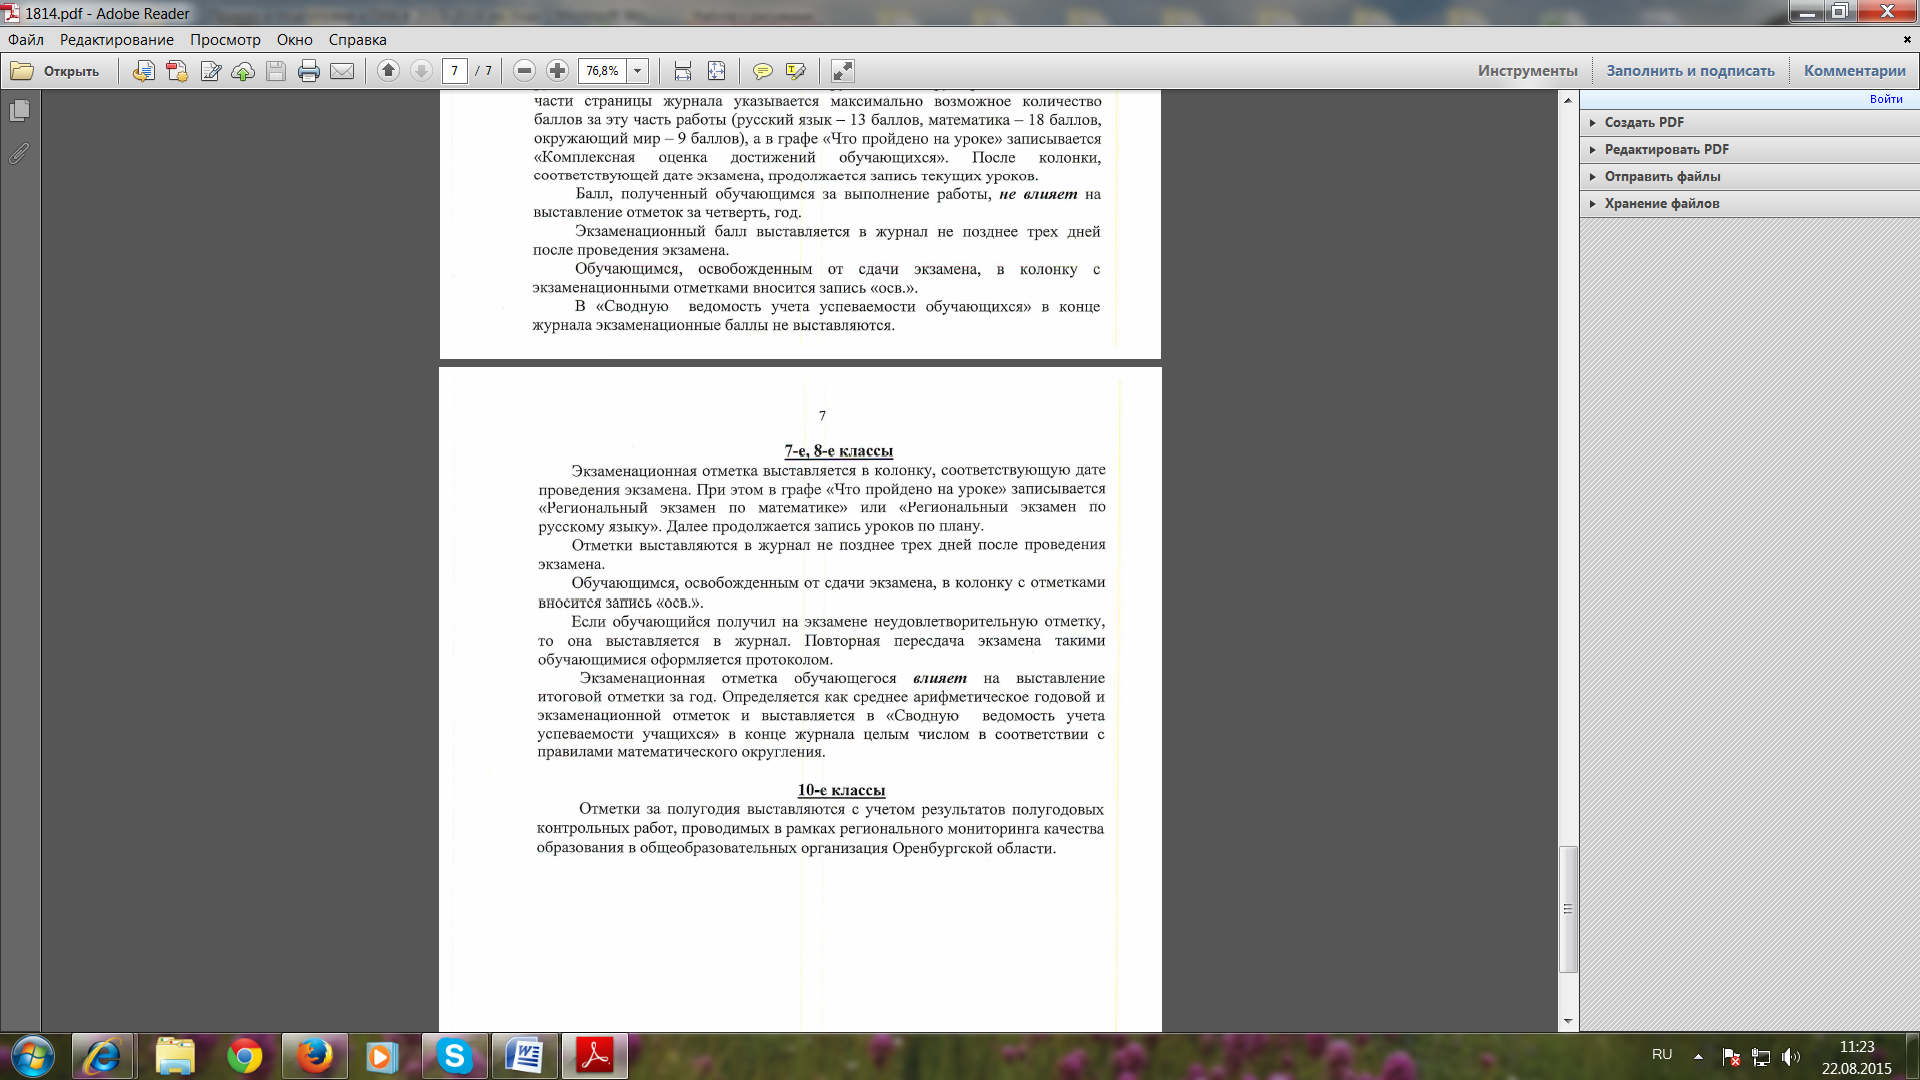 1814.pdf - Adobe Reader
Файл Редактирование Просмотр Окно Справка
Открыть 7 / 7 76,8% Инструменты Заполнить и подписать Комментарии
Войти
Создать PDF
Редактировать PDF
Отправить файлы
Хранение файлов
части страницы журнала указывается максимально возможное количество
баллов за эту часть работы (русский язык – 13 баллов, математика – 18 баллов,
окружающий мир – 9 баллов), а в графе «Что пройдено на уроке» записывается
«Комплексная оценка достижений обучающихся». После колонки,
соответствующей дате экзамена, продолжается запись текущих уроков.
Балл, полученный обучающимся за выполнение работы, не влияет на
выставление отметок за четверть, год.
Экзаменационный балл выставляется в журнал не позднее трех дней
после проведения экзамена.
Обучающимся, освобожденным от сдачи экзамена, в колонку с
экзаменационными отметками вносится запись «осв.».
В «Сводную ведомость учета успеваемости обучающихся» в конце
журнала экзаменационные баллы не выставляются.
7
7-е, 8-е классы
Экзаменационная отметка выставляется в колонку, соответствующую дате
проведения экзамена. При этом в графе «Что пройдено на уроке» записывается
«Региональный экзамен по математике» или «Региональный экзамен по
русскому языку». Далее продолжается запись уроков по плану.
Отметки выставляются в журнал не позднее трех дней после проведения
экзамена.
Обучающимся, освобожденным от сдачи экзамена, в колонку с отметками
вносится запись «осв.».
Если обучающийся получил на экзамене неудовлетворительную отметку,
то она выставляется в журнал. Повторная пересдача экзамена такими
обучающимися оформляется протоколом.
Экзаменационная отметка обучающегося влияет на выставление
итоговой отметки за год. Определяется как среднее арифметическое годовой и
экзаменационной отметок и выставляется в «Сводную ведомость учета
успеваемости учащихся» в конце журнала целым числом в соответствии с
правилами математического округления.
10-е классы
Отметки за полугодия выставляются с учетом результатов полугодовых
контрольных работ, проводимых в рамках регионального мониторинга качества
образования в общеобразовательных организация Оренбургской области.
RU 11:23
22.08.2015